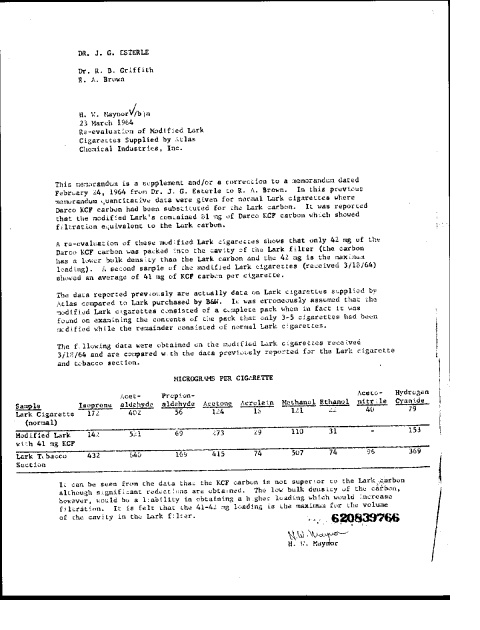 DR. J. G. ESTERLE
Dr. R. B. Griffith
R. A. Brown
H. W. Maynor/bja
23 March 1964
Re-evaluation of Modified Lark
Cigarettes Supplied by Atlas
Chemical Industries, Inc.
This memorandum is a supplement and/or a correction to a memorandum dated
February 24, 1964 from Dr. J. G. Esterle to R. A. Brown. In this previous
memorandum quantitative data were given for normal Lark cigarettes where
Darco KCF carbon had been substituted for the Lark carbon. It was reported
that the modified Lark's contained 81 mg of Darco KCF carbon which showed
filtration equivalent to the Lark carbon.
A re-evaluation of these modified Lark cigarettes shows that only 42 mg of the
Darco KCF carbon was packed into the cavity of the Lark filter (the carbon
has a lower bulk density than the Lark carbon and the 42 mg is the maximum
loading). A second sample of the modified Lark cigarettes (received 3/18/64)
showed an average of 41 mg of KCF carbon per cigarette.
The data reported previously are actually data on Lark cigarettes supplied by
Atlas compared to Lark purchased by B&W. It was erroneously assumed that the
modified Lark cigarettes consisted of a complete pack when in fact it was
found on examining the contents of the pack that only 3-5 cigarettes had been
modified while the remainder consisted of normal Lark cigarettes.
The following data were obtained on the modified Lark cigarettes received
3/18/64 and are compared with the data previously reported for the Lark cigarette
and tobacco section.
MICROGRAMS PER CIGARETTE
Acet- Propion- Aceto- Hydrogen
Sample Isoprene aldehyde aldehyde Acetone Acrolein Methanol Ethanol nitrile Cyanide
Lark Cigarette 172 402 56 124 121 40 79
(normal)
Modified Lark 142 69 273 29 110 31 - 153
with 41 mg KCF
Lark Tobacco 432 640 109 415 74 507 74 96 369
Section
It can be seen from the data that the KCF carbon is not superior to the Lark carbon
although significant reductions are obtained. The low bulk density of the carbon,
however, would be a liability in obtaining a higher loading which would increase
filtration. It is felt that the 41-42 mg loading is the maximum for the volume
of the cavity in the Lark filter.
620839766
H.W. Maynor
H. W. Maynor